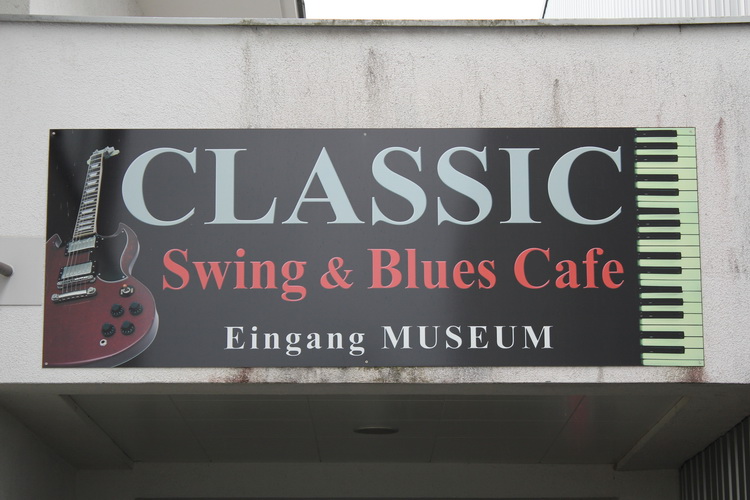 CLASSIC
Swing & Blues Cafe
Eingang MUSEUM